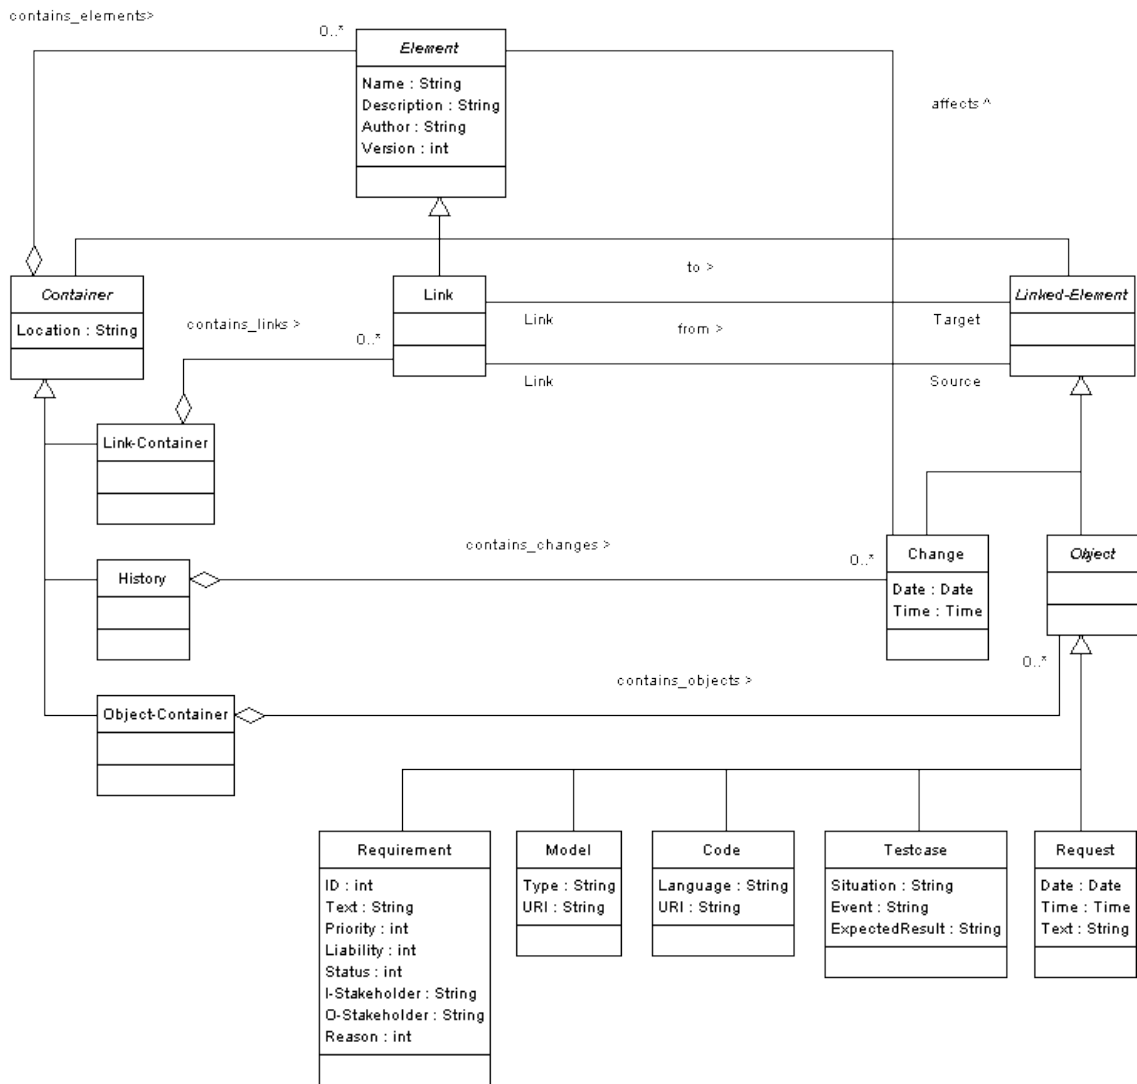 contains_elements>
0..*
Element
Name : String
Description : String
Author : String
Version : int
affects ^
to >
Container
Location : String
Link
Linked-Element
contains_links >
0..*
Link
from >
Target
Link
Source
Link-Container
contains_changes >
0..*
History
Change
Date : Date
Time : Time
Object
0..*
contains_objects >
Object-Container
Requirement
ID : int
Text : String
Priority : int
Liability : int
Status : int
I-Stakeholder : String
O-Stakeholder : String
Reason : int
Model
Type : String
URI : String
Code
Language : String
URI : String
Testcase
Situation : String
Event : String
ExpectedResult : String
Request
Date : Date
Time : Time
Text : String